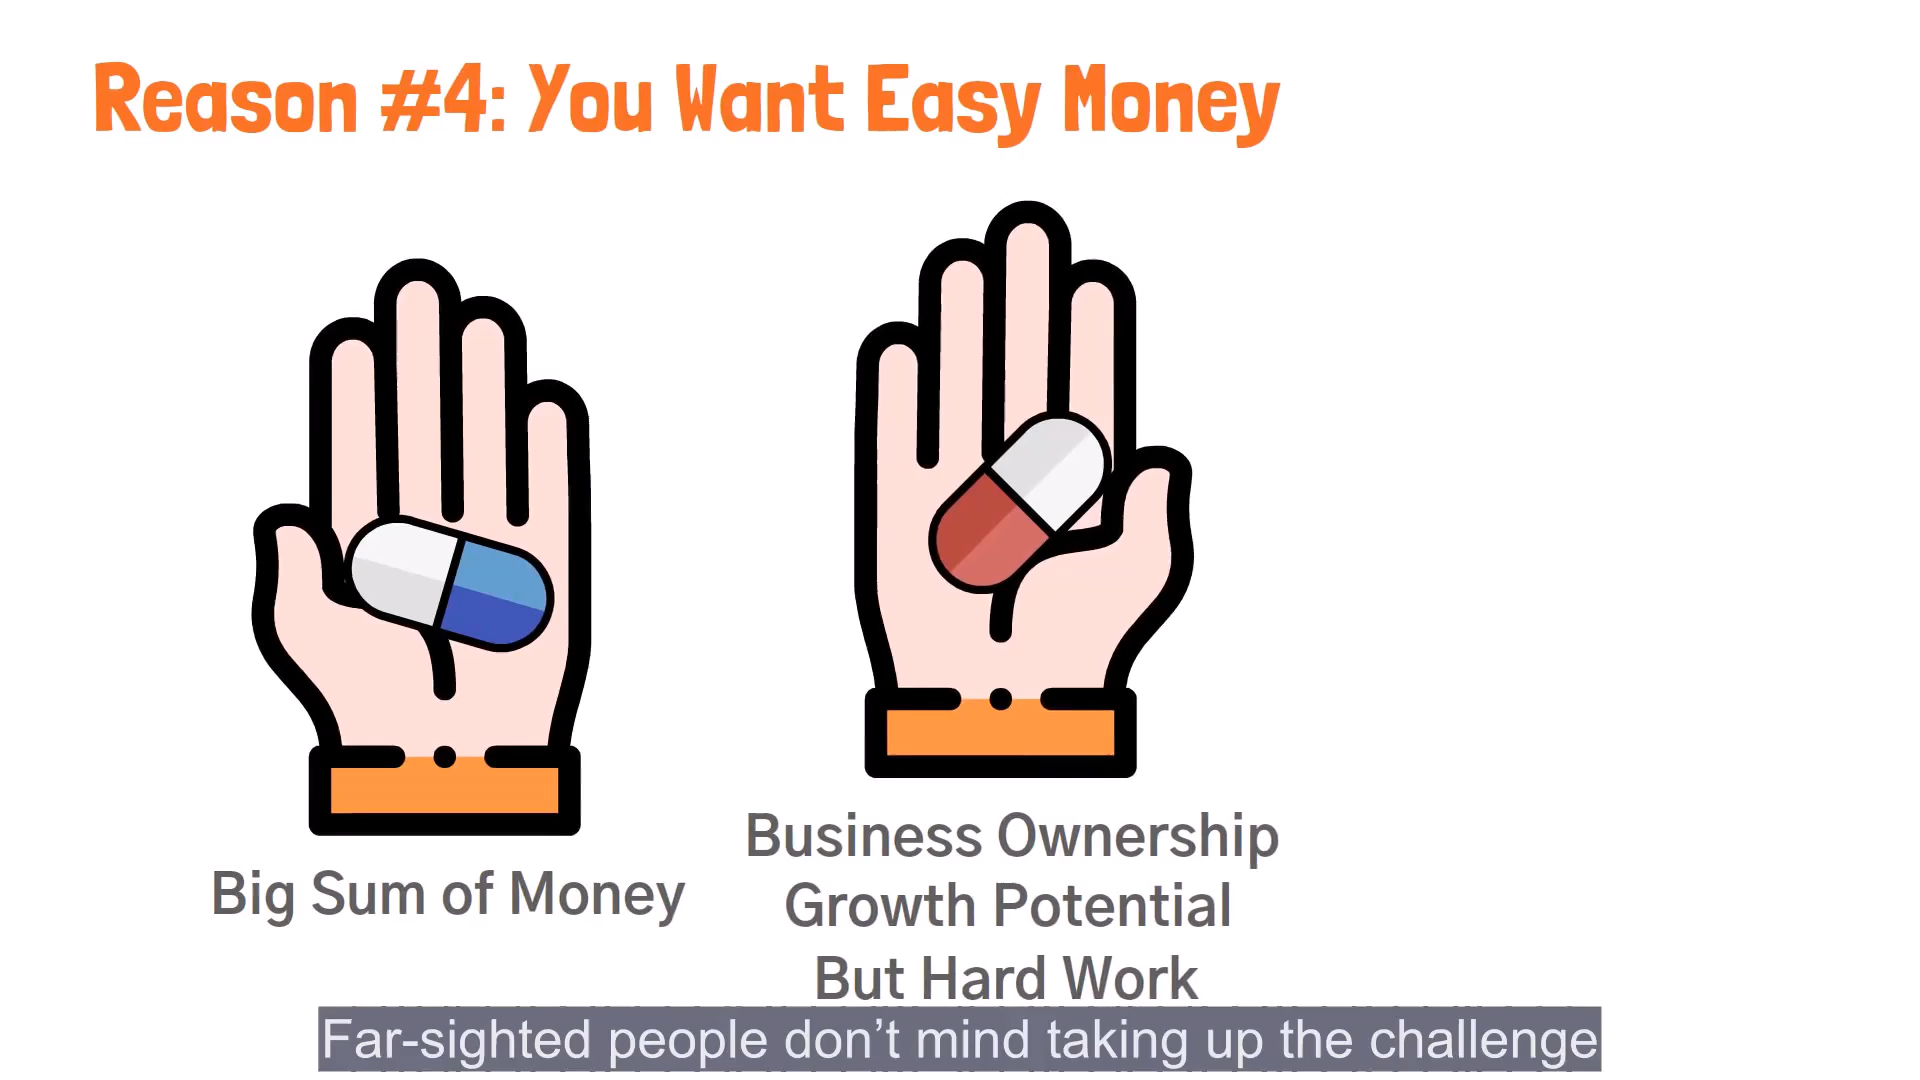 Reason #4: You Want Easy Money
Big Sum of Money
Business Ownership
Growth Potential
But Hard Work
Far-sighted people don’t mind taking up the challenge